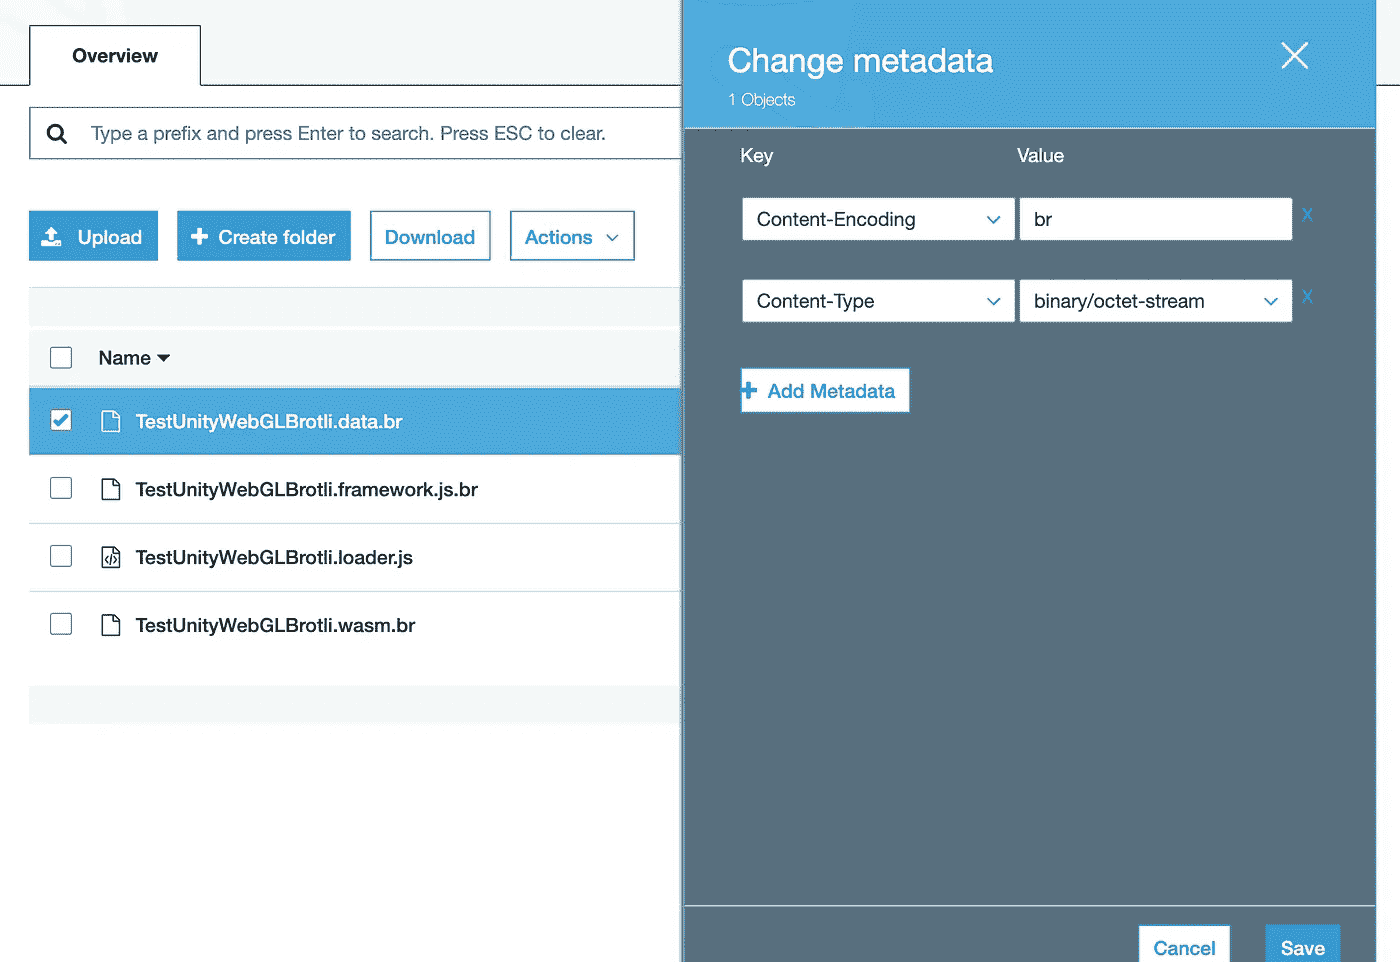 Overview
Type a prefix and press Enter to search. Press ESC to clear.
Upload
Create folder
Download
Actions
Name
TestUnityWebGLBrotli.data.br
TestUnityWebGLBrotli.framework.js.br
TestUnityWebGLBrotli.loader.js
TestUnityWebGLBrotli.wasm.br
Change metadata
1 Objects
Key Value
Content-Encoding br X
Content-Type binary/octet-stream X
+ Add Metadata
Cancel Save